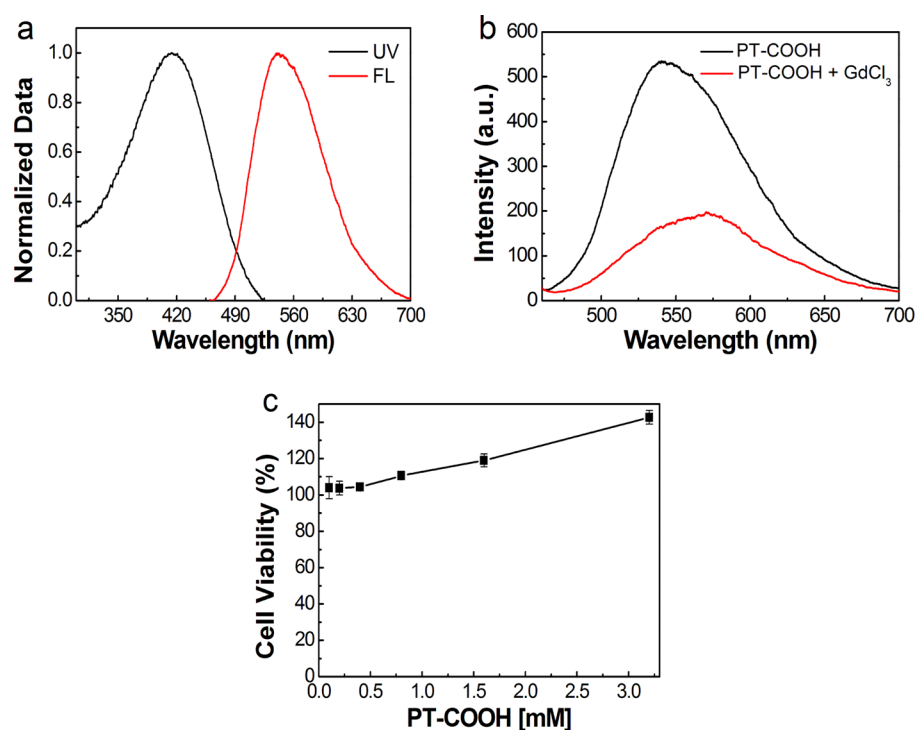 a
UV
FL
Normalized Data
1.0
0.8
0.6
0.4
0.2
0.0
350 420 490 560 630 700
Wavelength (nm)
b
PT-COOH
PT-COOH + GdCl₃
Intensity (a.u.)
600
500
400
300
200
100
0
500 550 600 650 700
Wavelength (nm)
c
Cell Viability (%)
140
120
100
80
60
40
20
0
0.0 0.5 1.0 1.5 2.0 2.5 3.0
PT-COOH [mM]